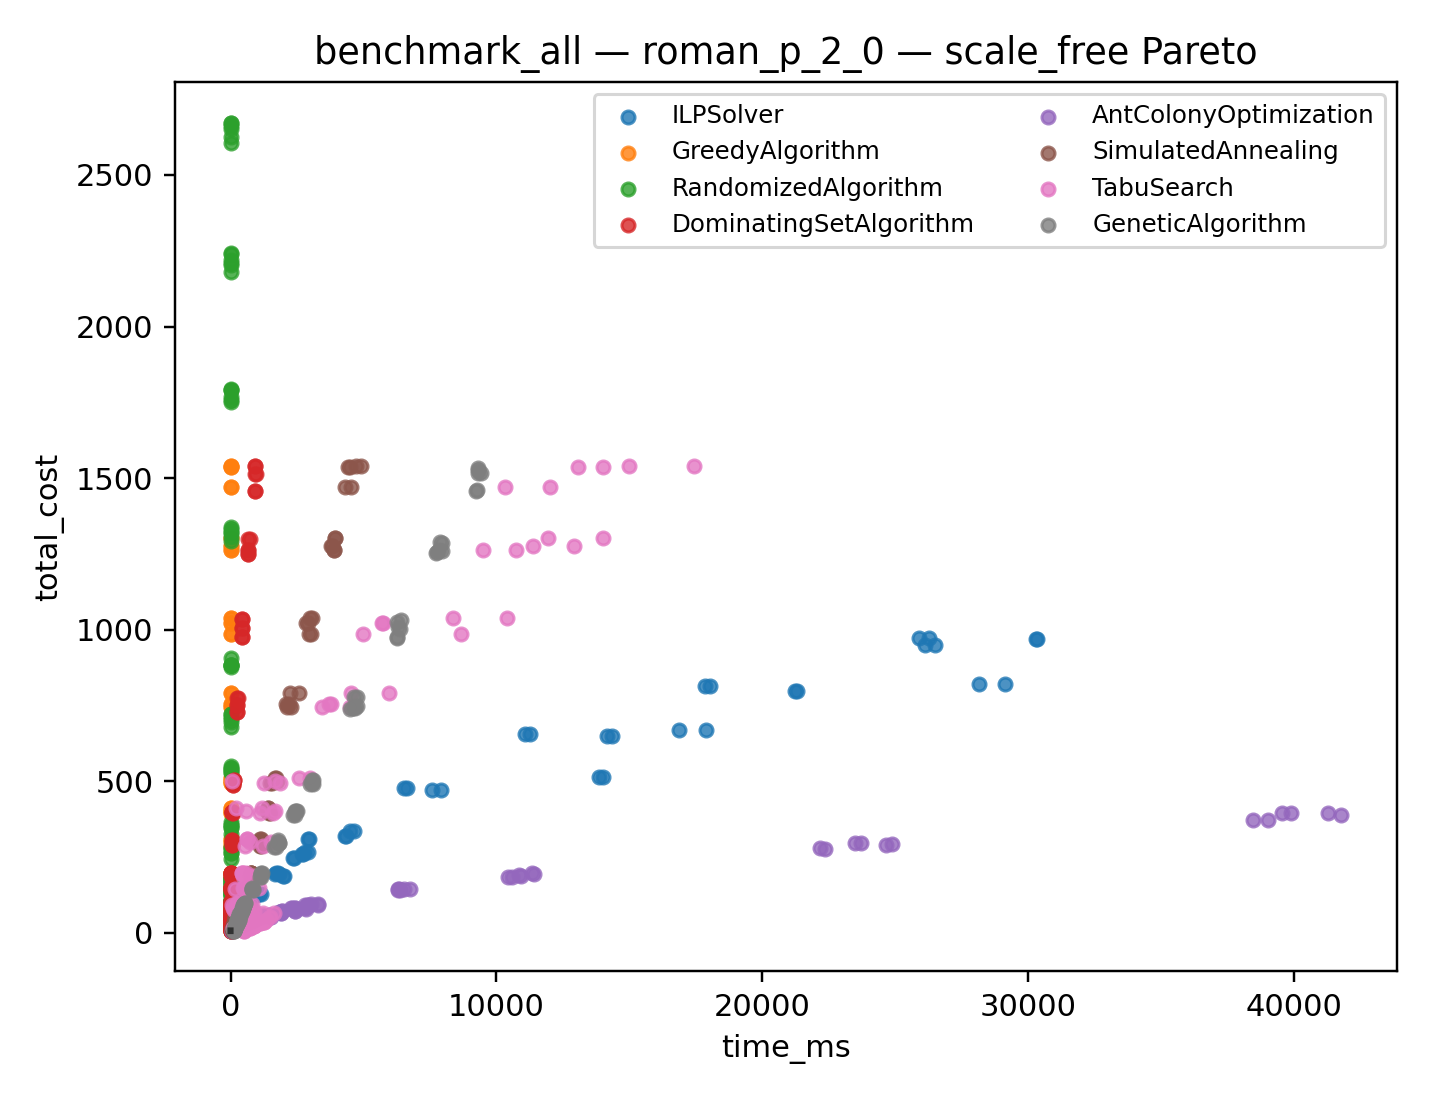 benchmark_all — roman_p_2_0 — scale_free Pareto
ILPSolver
GreedyAlgorithm
RandomizedAlgorithm
DominatingSetAlgorithm
AntColonyOptimization
SimulatedAnnealing
TabuSearch
GeneticAlgorithm
total_cost
2500
2000
1500
1000
500
0
0 10000 20000 30000 40000
time_ms